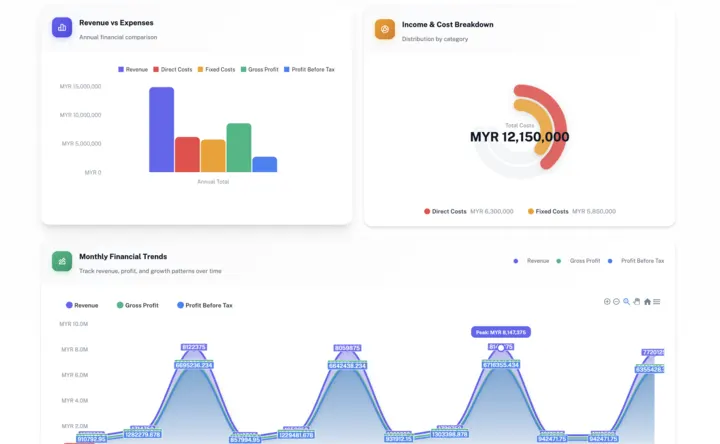 Revenue vs Expenses
Annual financial comparison
Revenue Direct Costs Fixed Costs Gross Profit Profit Before Tax
MYR 15,000,000
MYR 10,000,000
MYR 5,000,000
MYR 0
Annual Total
Income & Cost Breakdown
Distribution by category
Total Costs
MYR 12,150,000
Direct Costs MYR 6,300,000
Fixed Costs MYR 5,850,000
Monthly Financial Trends
Track revenue, profit, and growth patterns over time
Revenue Gross Profit Profit Before Tax
Revenue Gross Profit Profit Before Tax
MYR 10.0M
Peak: MYR 8,147,375
MYR 8.0M
8122375
8059875
7720125
6695236.234
6642438.234
6716355.434
MYR 6.0M
MYR 4.0M
MYR 2.0M
910792.95
1282279.678
857994.95
1229481.678
931912.15
1303398.878
942471.75
942471.75